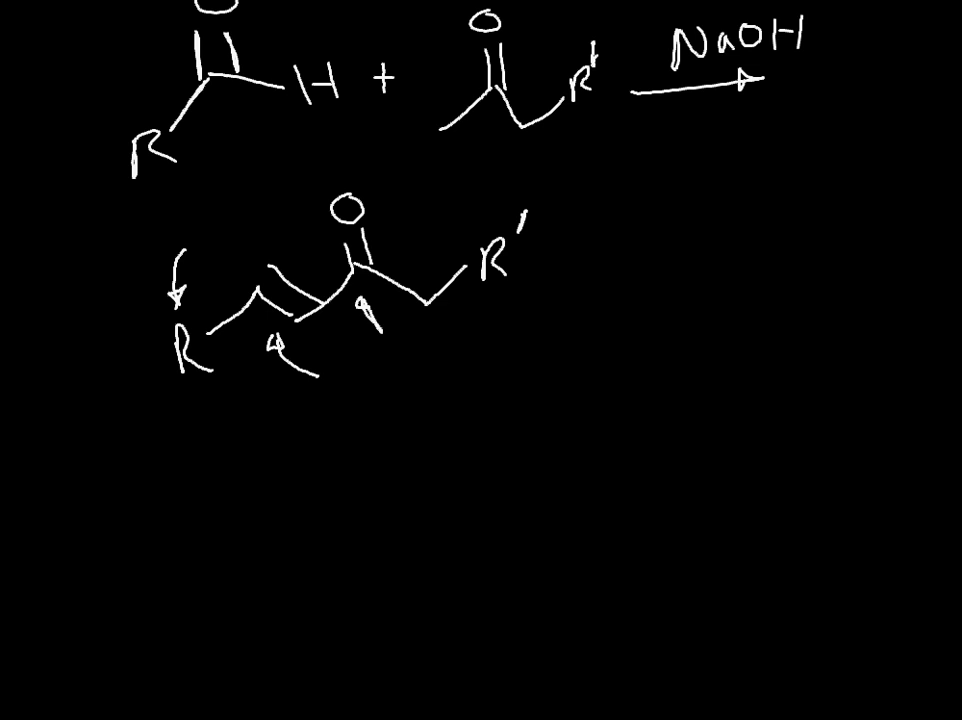 O O
H + R' NaOH
R
O
R'
R